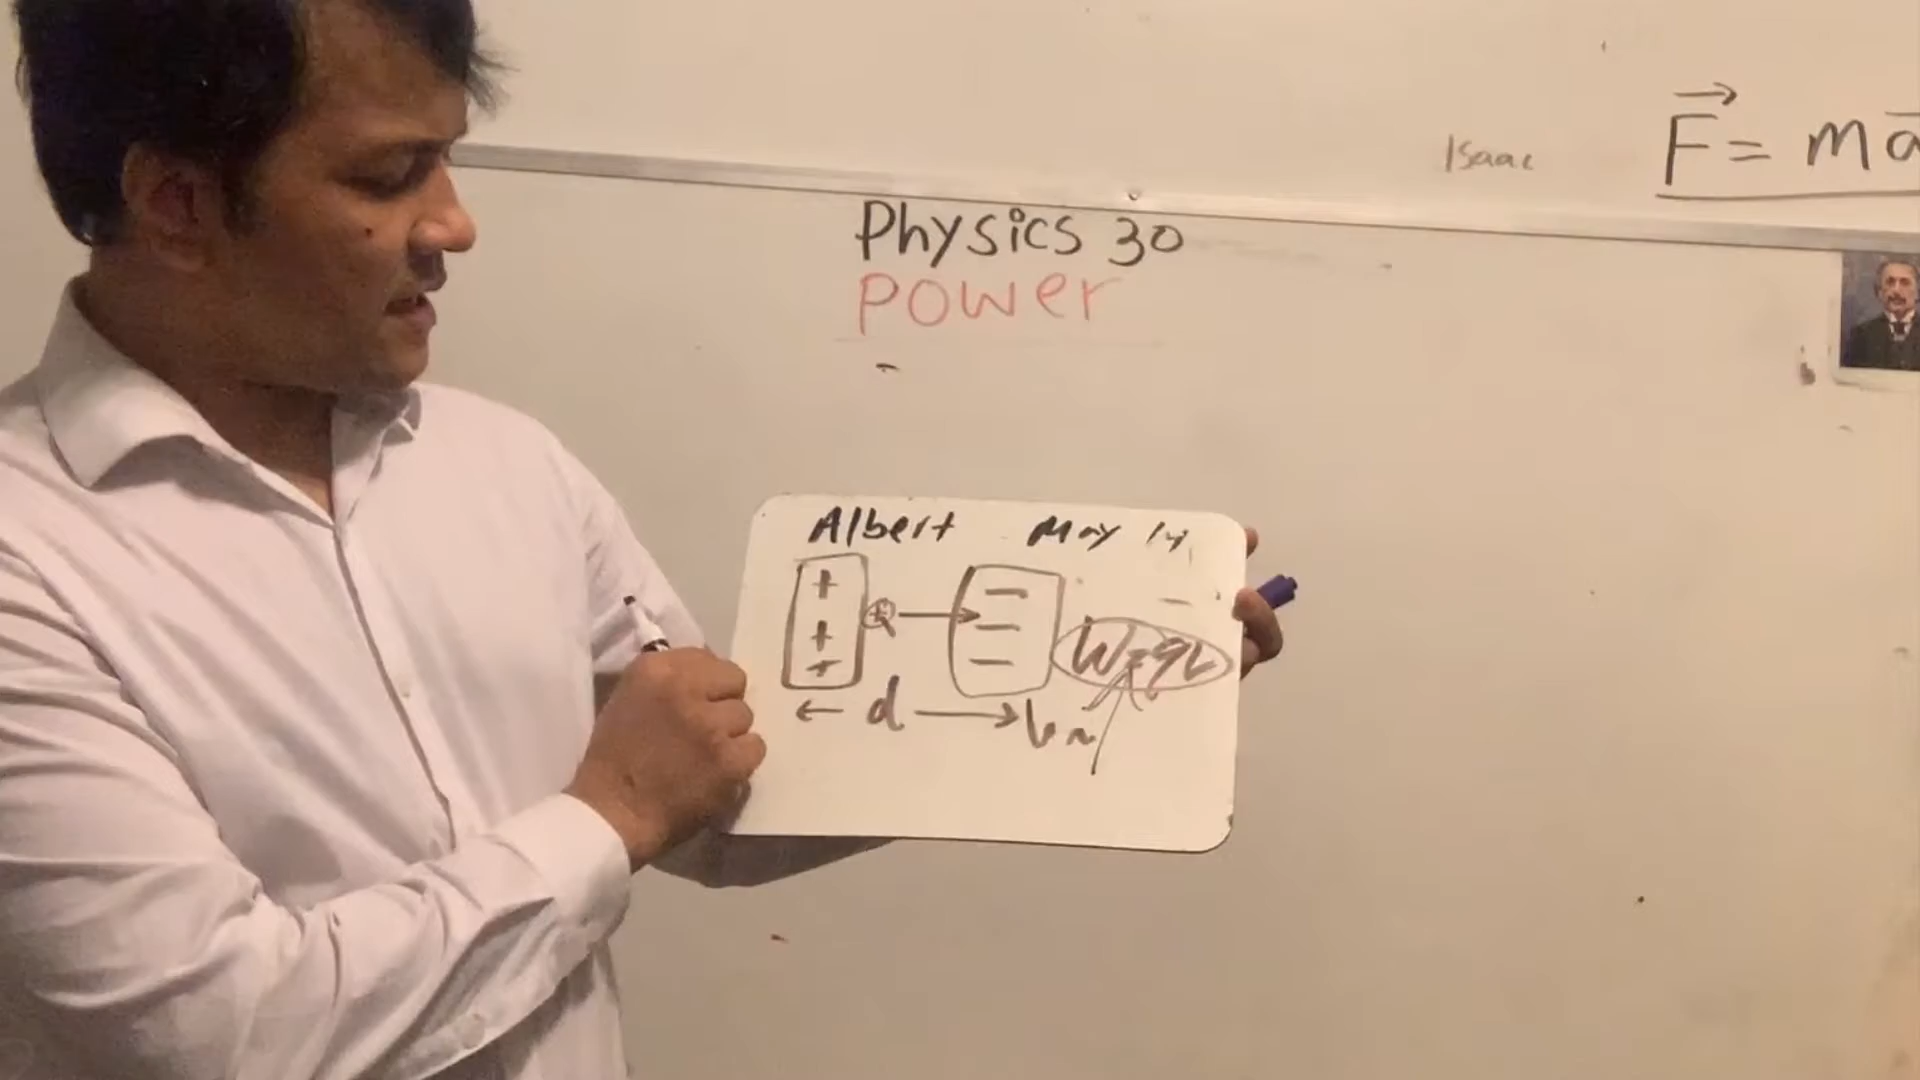 Isaac
F = ma
Physics 30
Power
Albert May 14
+
+
+
+
d
W=qV